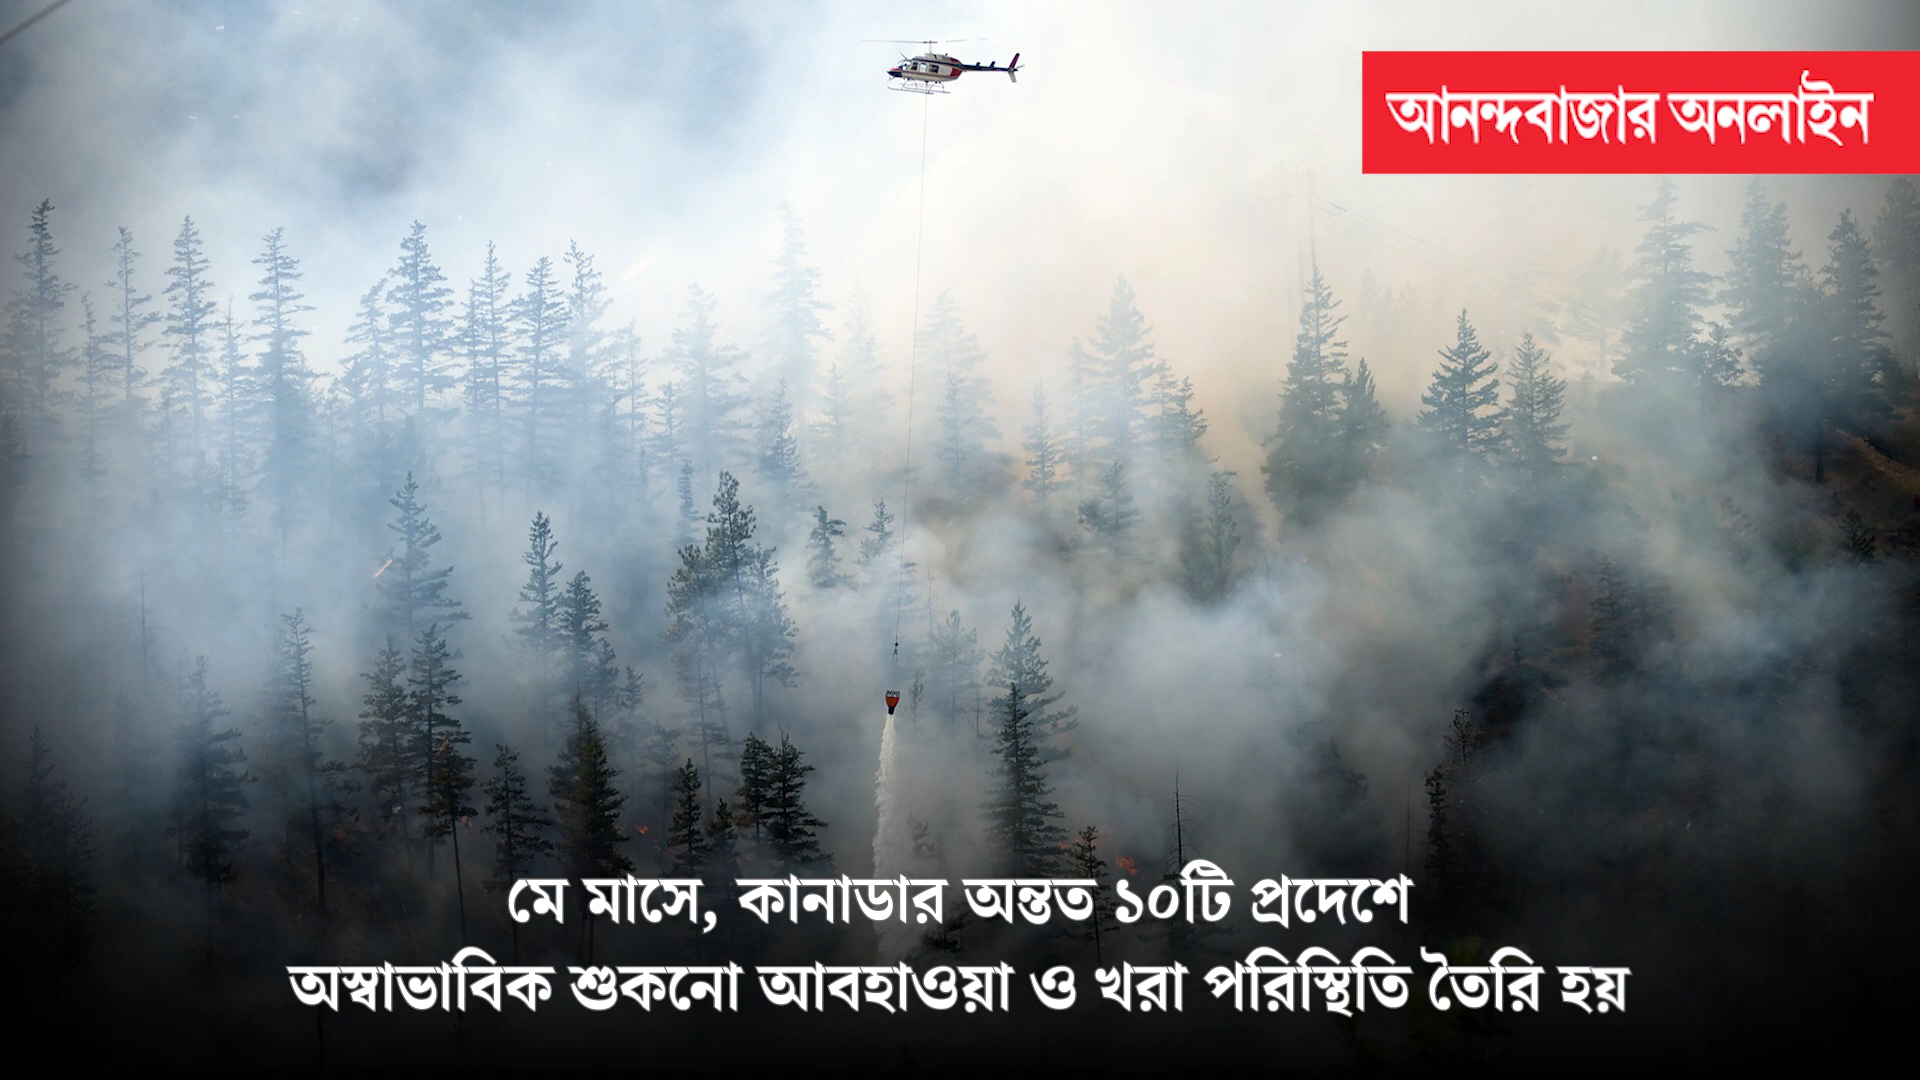 আনন্দবাজার অনলাইন
মে মাসে, কানাডার অন্তত ১০টি প্রদেশে
অস্বাভাবিক শুকনো আবহাওয়া ও খরা পরিস্থিতি তৈরি হয়